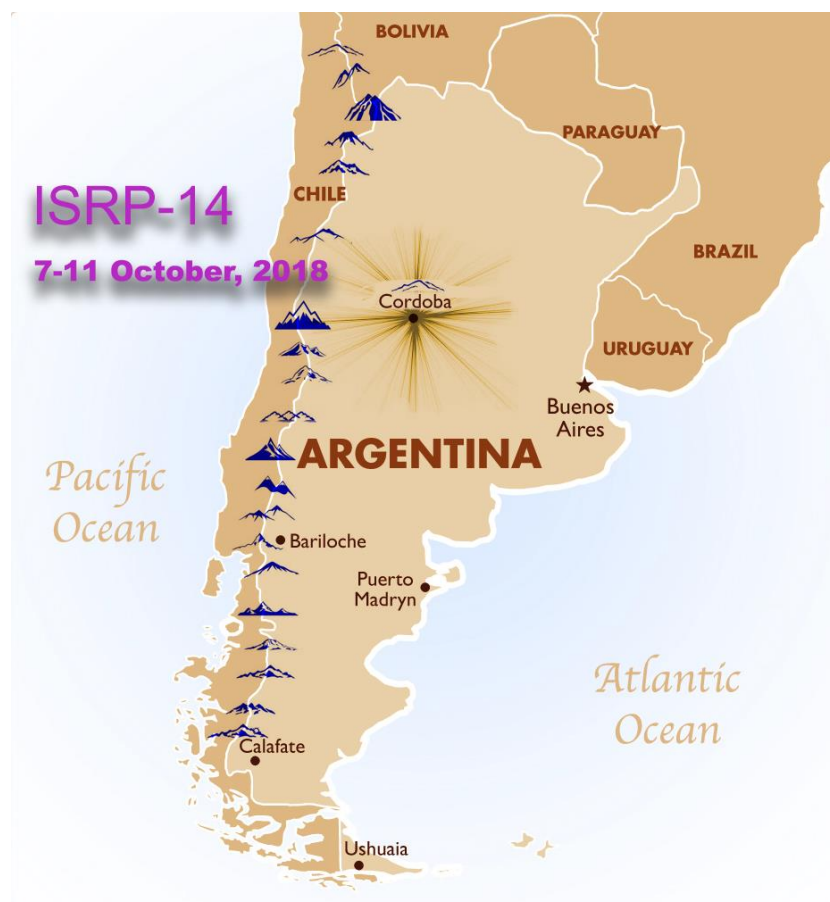 BOLIVIA
PARAGUAY
CHILE
ISRP-14
BRAZIL
7-11 October, 2018
Cordoba
URUGUAY
Buenos
Aires
ARGENTINA
Pacific
Ocean
Bariloche
Puerto
Madryn
Atlantic
Ocean
Calafate
Ushuaia